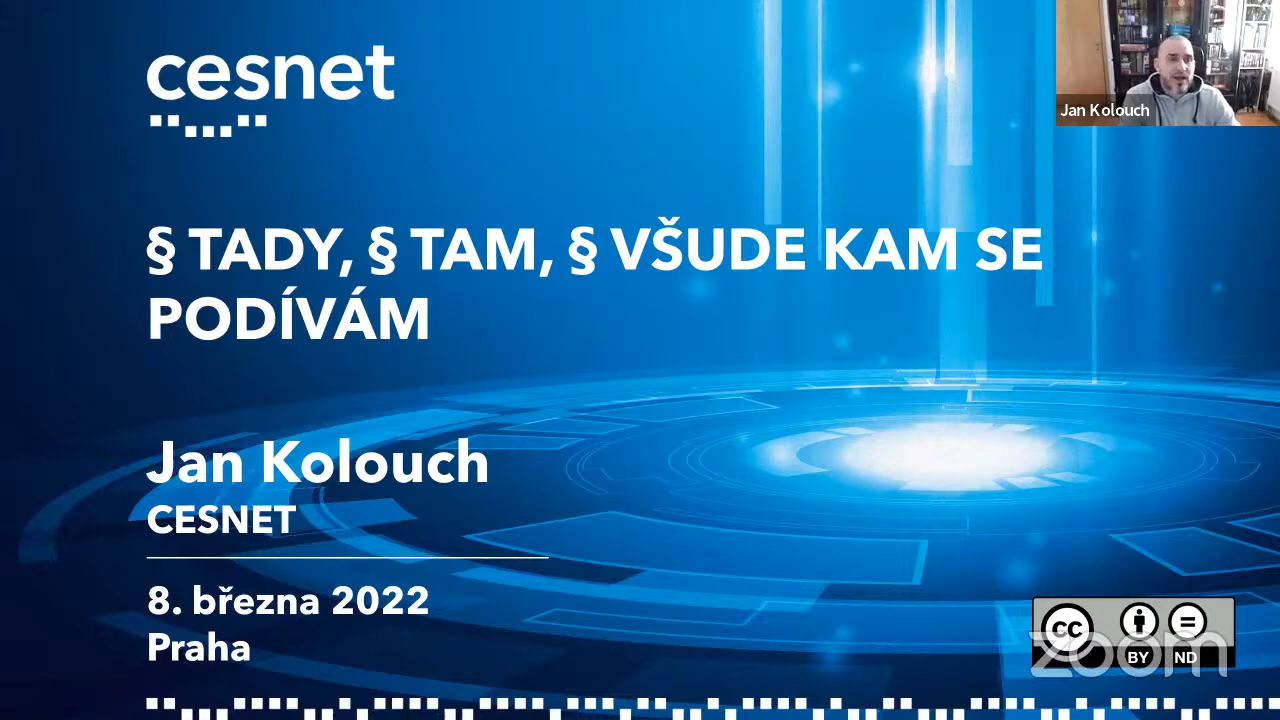 cesnet
Jan Kolouch
§ TADY, § TAM, § VŠUDE KAM SE
PODÍVÁM
Jan Kolouch
CESNET
8. března 2022
Praha
cc
BY ND
zoom